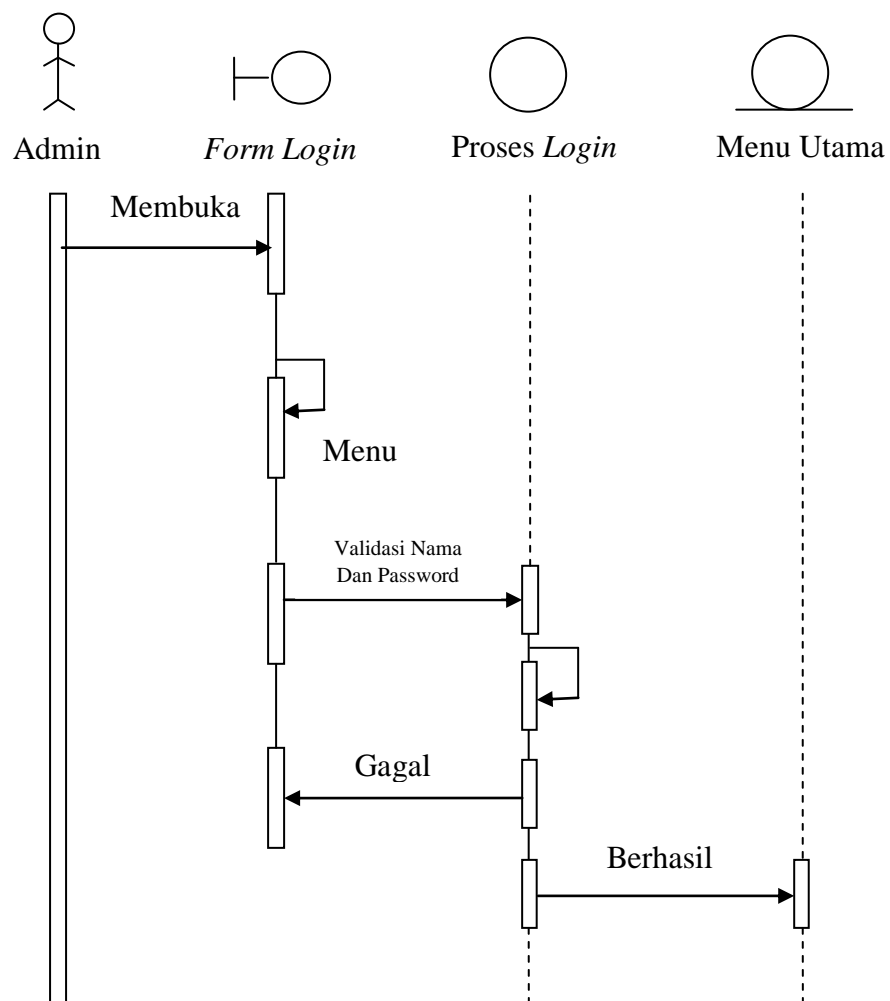 Admin
Form Login
Proses Login
Menu Utama
Membuka
Menu
Validasi Nama
Dan Password
Gagal
Berhasil